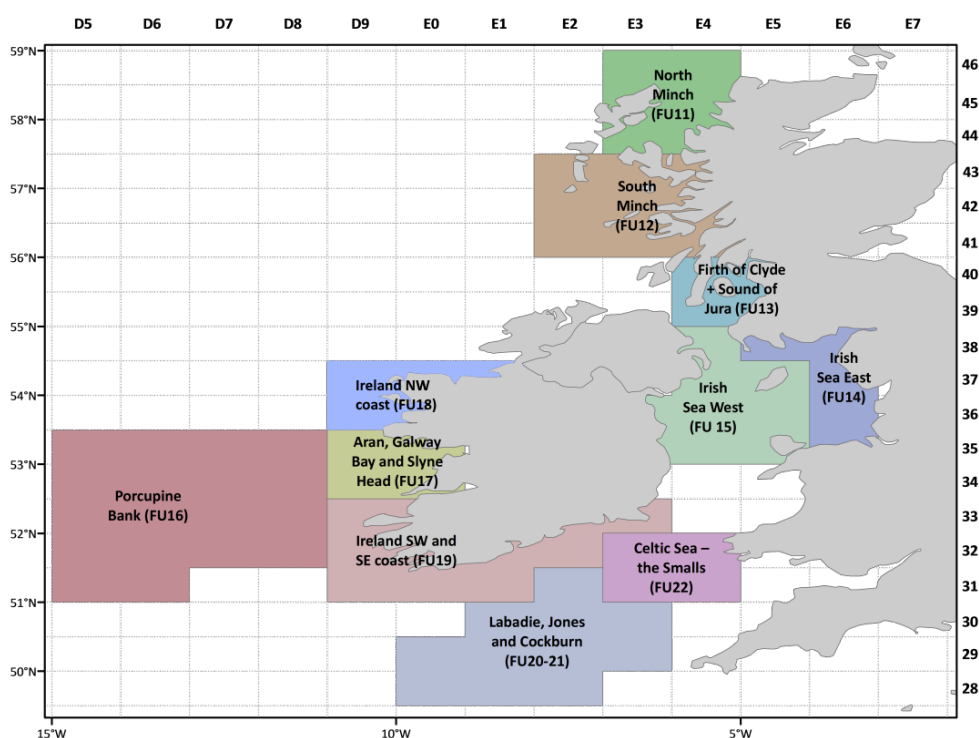 D5 D6 D7 D8 D9 E0 E1 E2 E3 E4 E5 E6 E7
59°N
46
North
Minch
(FU11)
45
58°N
44
43
57°N
South
Minch
(FU12)
42
41
56°N
40
Firth of Clyde
+ Sound of
Jura (FU13)
39
55°N
38
Irish
Sea East
(FU14)
37
Ireland NW
coast (FU18)
Irish
Sea West
(FU 15)
54°N
36
Aran, Galway
Bay and Slyne
Head (FU17)
35
53°N
34
Porcupine
Bank (FU16)
33
52°N
Ireland SW and
SE coast (FU19)
Celtic Sea –
the Smalls
(FU22)
32
31
51°N
30
Labadie, Jones
and Cockburn
(FU20-21)
29
50°N
28
15°W 10°W 5°W